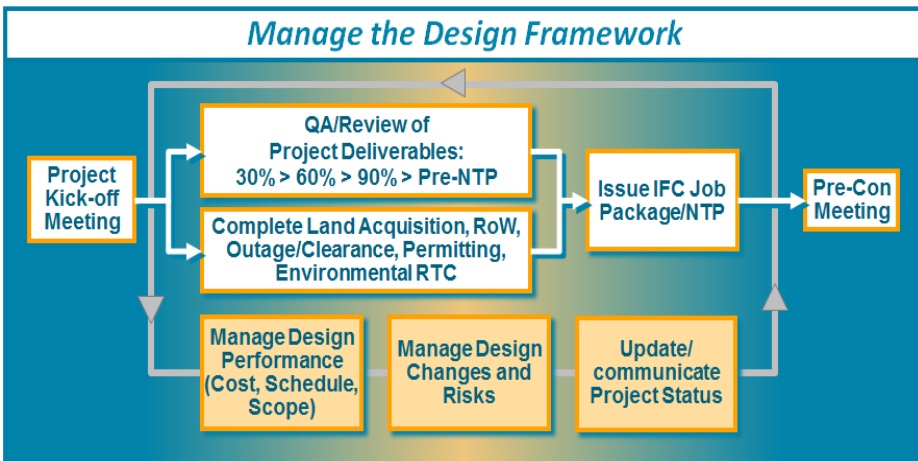 Manage the Design Framework
Project
Kick-off
Meeting
QA/Review of
Project Deliverables:
30% > 60% > 90% > Pre-NTP
Complete Land Acquisition, RoW,
Outage/Clearance, Permitting,
Environmental RTC
Issue IFC Job
Package/NTP
Pre-Con
Meeting
Manage Design
Performance
(Cost, Schedule,
Scope)
Manage Design
Changes and
Risks
Update/
communicate
Project Status